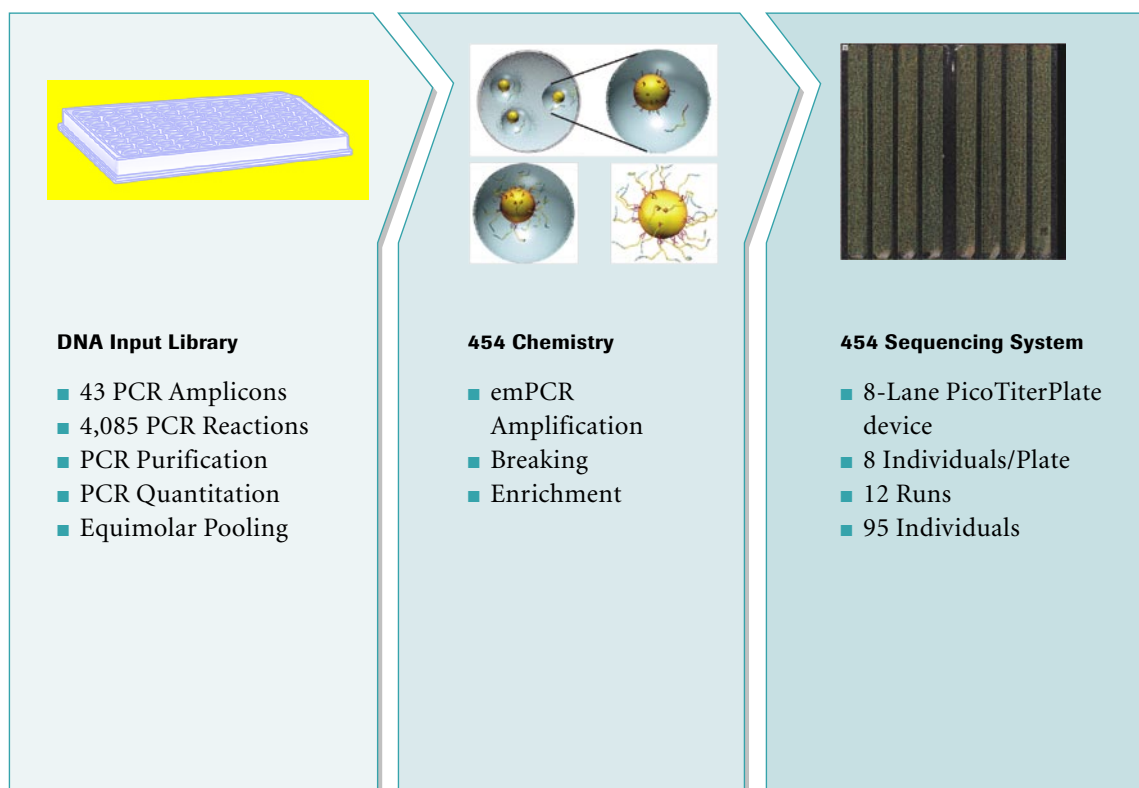 DNA Input Library
■ 43 PCR Amplicons
■ 4,085 PCR Reactions
■ PCR Purification
■ PCR Quantitation
■ Equimolar Pooling
454 Chemistry
■ emPCR
Amplification
■ Breaking
■ Enrichment
454 Sequencing System
■ 8-Lane PicoTiterPlate
device
■ 8 Individuals/Plate
■ 12 Runs
■ 95 Individuals